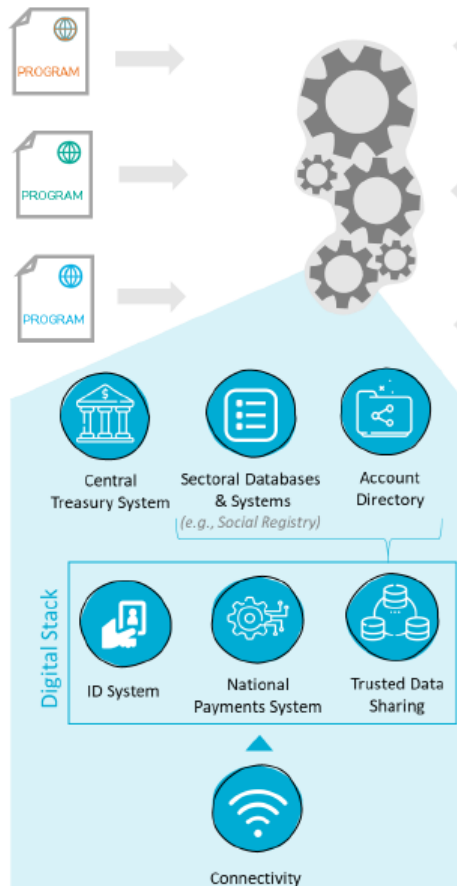 PROGRAM
PROGRAM
PROGRAM
Central
Treasury System
Sectoral Databases
& Systems
(e.g., Social Registry)
Account
Directory
Digital Stack
ID System
National
Payments System
Trusted Data
Sharing
Connectivity